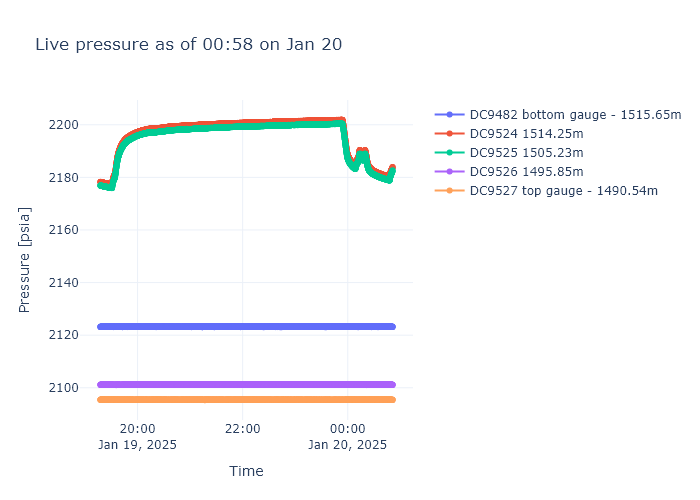 Live pressure as of 00:58 on Jan 20
DC9482 bottom gauge - 1515.65m
DC9524 1514.25m
DC9525 1505.23m
DC9526 1495.85m
DC9527 top gauge - 1490.54m
Pressure [psia]
2200
2180
2160
2140
2120
2100
20:00
Jan 19, 2025
22:00
00:00
Jan 20, 2025
Time